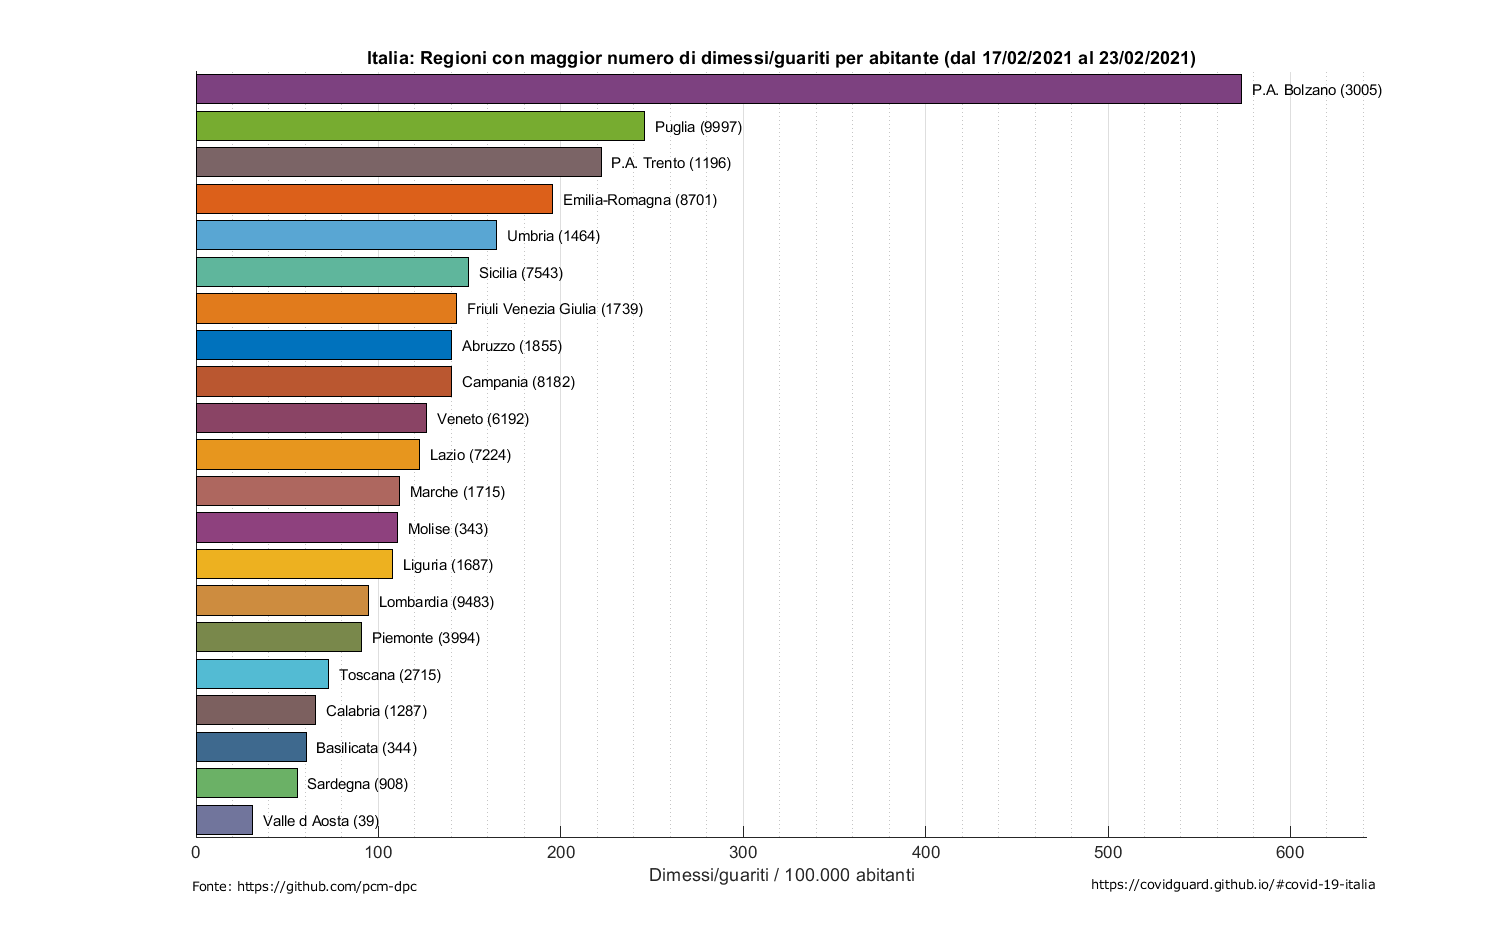 Italia: Regioni con maggior numero di dimessi/guariti per abitante (dal 17/02/2021 al 23/02/2021)
P.A. Bolzano (3005)
Puglia (9997)
P.A. Trento (1196)
Emilia-Romagna (8701)
Umbria (1464)
Sicilia (7543)
Friuli Venezia Giulia (1739)
Abruzzo (1855)
Campania (8182)
Veneto (6192)
Lazio (7224)
Marche (1715)
Molise (343)
Liguria (1687)
Lombardia (9483)
Piemonte (3994)
Toscana (2715)
Calabria (1287)
Basilicata (344)
Sardegna (908)
Valle d Aosta (39)
0 100 200 300 400 500 600
Dimessi/guariti / 100.000 abitanti
Fonte: https://github.com/pcm-dpc
https://covidguard.github.io/#covid-19-italia